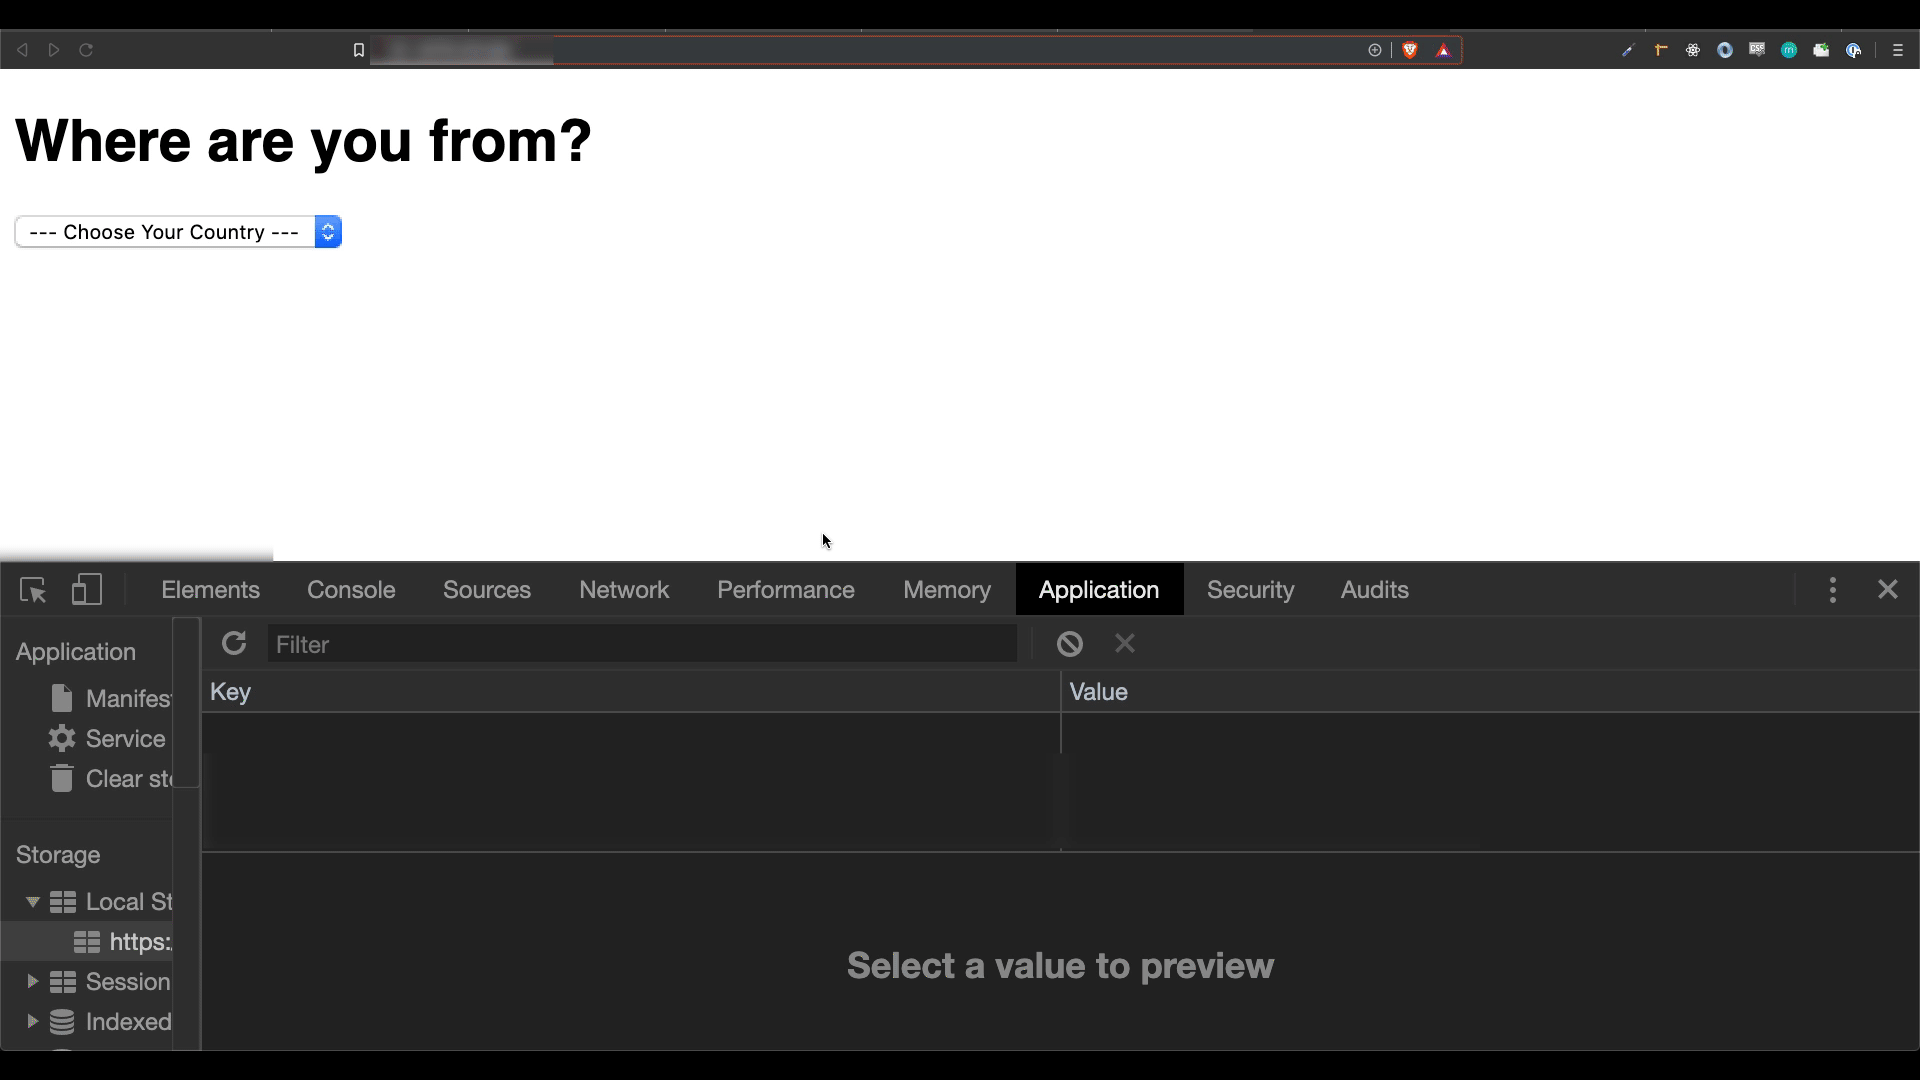 Where are you from?
--- Choose Your Country ---
Elements Console Sources Network Performance Memory Application Security Audits
Application
Filter
Key Value
Manifes
Service
Clear sto
Storage
Local St
https:
Session
Indexed
Select a value to preview